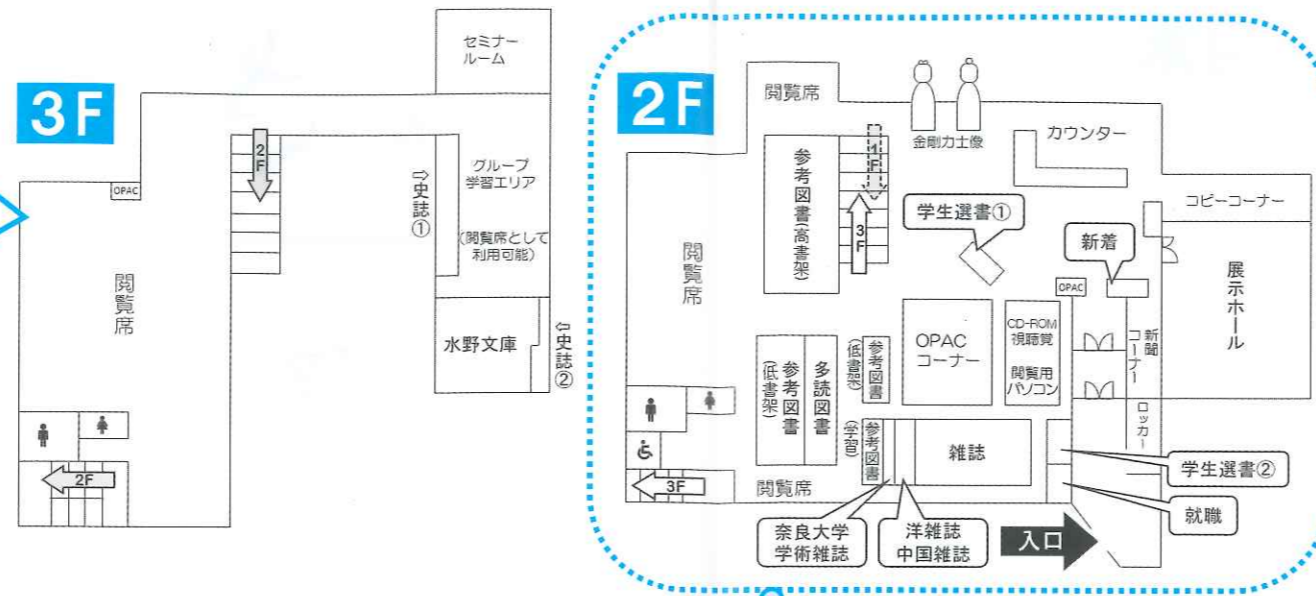 3F
セミナー
ルーム
2F
OPAC
⇨史誌①
グループ
学習エリア
(閲覧席として
利用可能)
閲覧席
水野文庫
⇦史誌②
2F
2F
閲覧席
金剛力士像
カウンター
参考図書(高書架)
1F
3F
学生選書①
コピーコーナー
新着
閲覧席
OPAC
展示ホール
参考図書
(低書架)
多読図書
参考図書
(低書架)
OPAC
コーナー
CD-ROM
視聴覚
閲覧用
パソコン
新聞
コーナー
ロッカー
参考図書
(学習)
雑誌
学生選書②
3F
閲覧席
就職
奈良大学
学術雑誌
洋雑誌
中国雑誌
入口